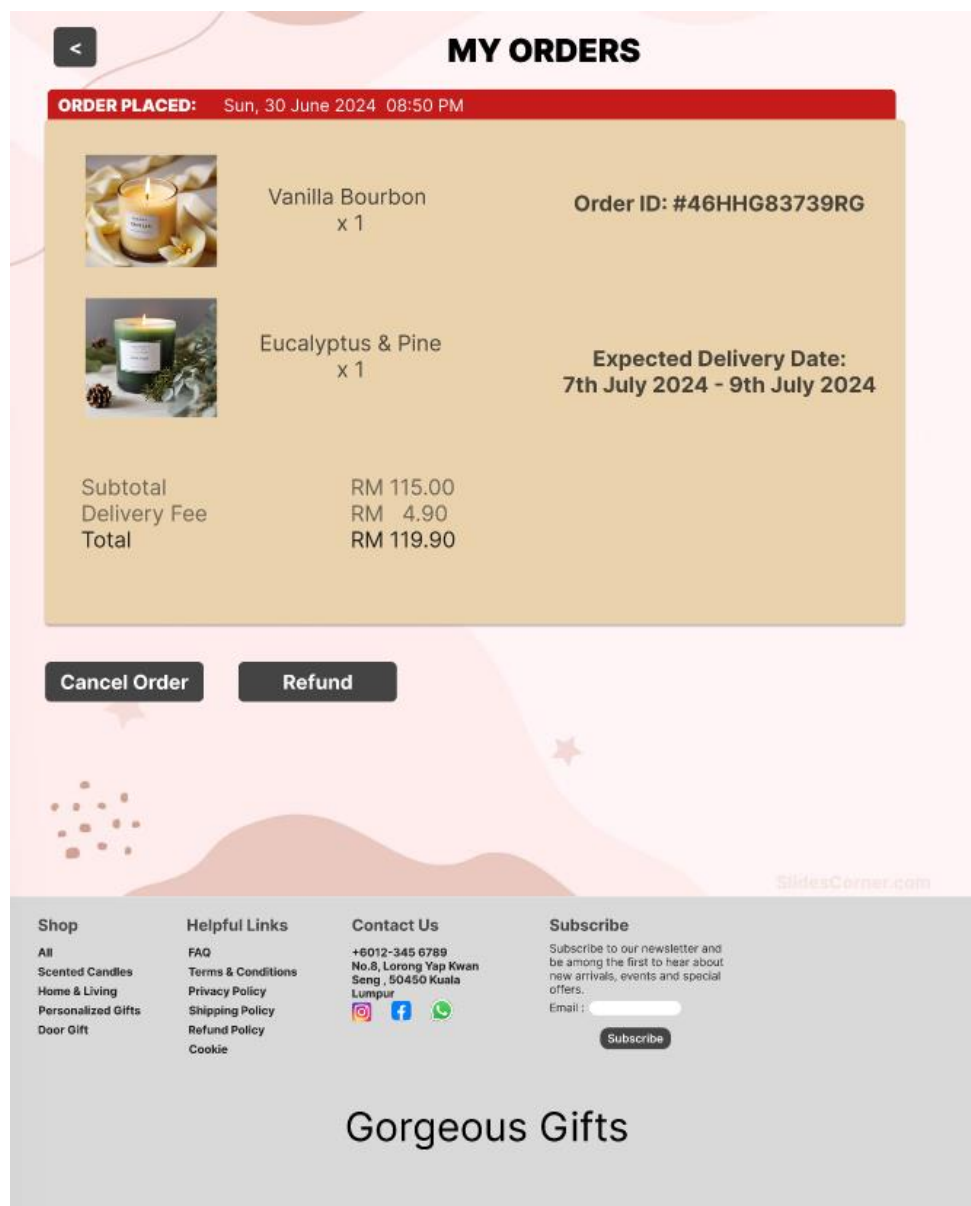 <
MY ORDERS
ORDER PLACED: Sun, 30 June 2024 08:50 PM
Vanilla Bourbon
x 1
Order ID: #46HHG83739RG
Eucalyptus & Pine
x 1
Expected Delivery Date:
7th July 2024 - 9th July 2024
Subtotal RM 115.00
Delivery Fee RM 4.90
Total RM 119.90
Cancel Order
Refund
SlidesCorner.com
Shop
All
Scented Candles
Home & Living
Personalized Gifts
Door Gift
Helpful Links
FAQ
Terms & Conditions
Privacy Policy
Shipping Policy
Refund Policy
Cookie
Contact Us
+6012-345 6789
No.8, Lorong Yap Kwan
Seng , 50450 Kuala
Lumpur
Subscribe
Subscribe to our newsletter and
be among the first to hear about
new arrivals, events and special
offers.
Email :
Subscribe
Gorgeous Gifts